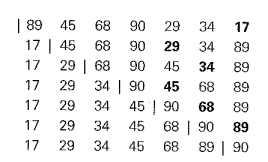 | 89 45 68 90 29 34 17
17 | 45 68 90 29 34 89
17 29 | 68 90 45 34 89
17 29 34 | 90 45 68 89
17 29 34 45 | 90 68 89
17 29 34 45 68 | 90 89
17 29 34 45 68 89 | 90